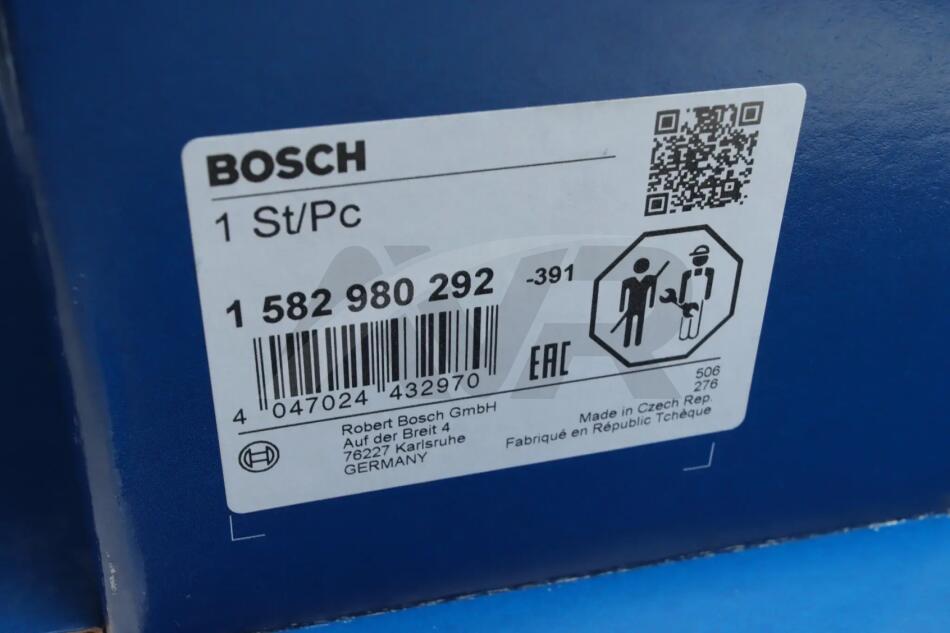 BOSCH
1 St/Pc
1 582 980 292 -391
4 047024 432970
EAC
Robert Bosch GmbH
Auf der Breit 4
76227 Karlsruhe
GERMANY
506
276
Made in Czech Rep.
Fabriqué en Républic Tchèque
AVR